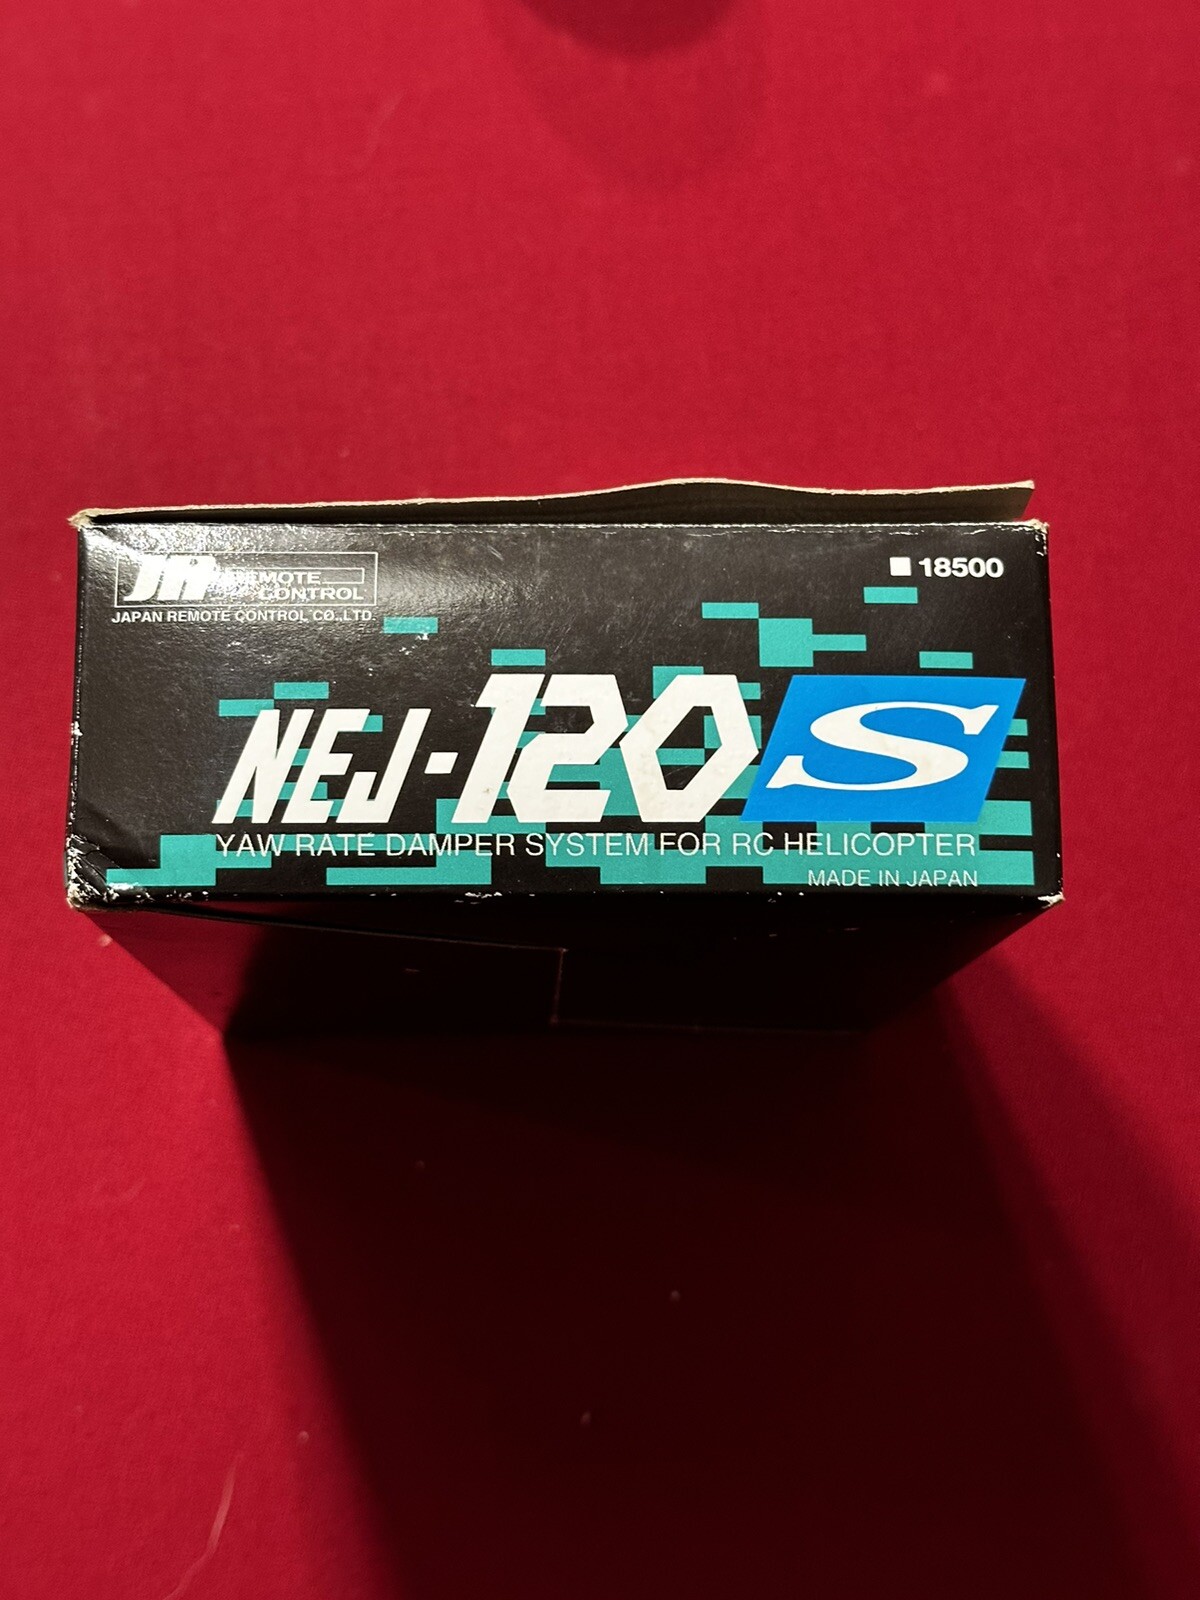 JR REMOTE CONTROL
JAPAN REMOTE CONTROL CO.,LTD.
18500
NEJ-120 S
YAW RATE DAMPER SYSTEM FOR RC HELICOPTER
MADE IN JAPAN